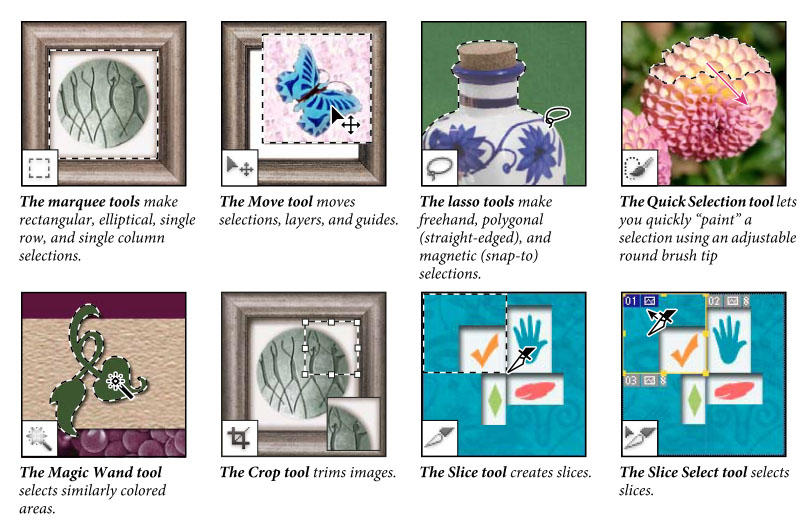 The marquee tools make
rectangular, elliptical, single
row, and single column
selections.
The Move tool moves
selections, layers, and guides.
The lasso tools make
freehand, polygonal
(straight-edged), and
magnetic (snap-to)
selections.
The Quick Selection tool lets
you quickly “paint” a
selection using an adjustable
round brush tip
01
02
03
The Magic Wand tool
selects similarly colored
areas.
The Crop tool trims images.
The Slice tool creates slices.
The Slice Select tool selects
slices.